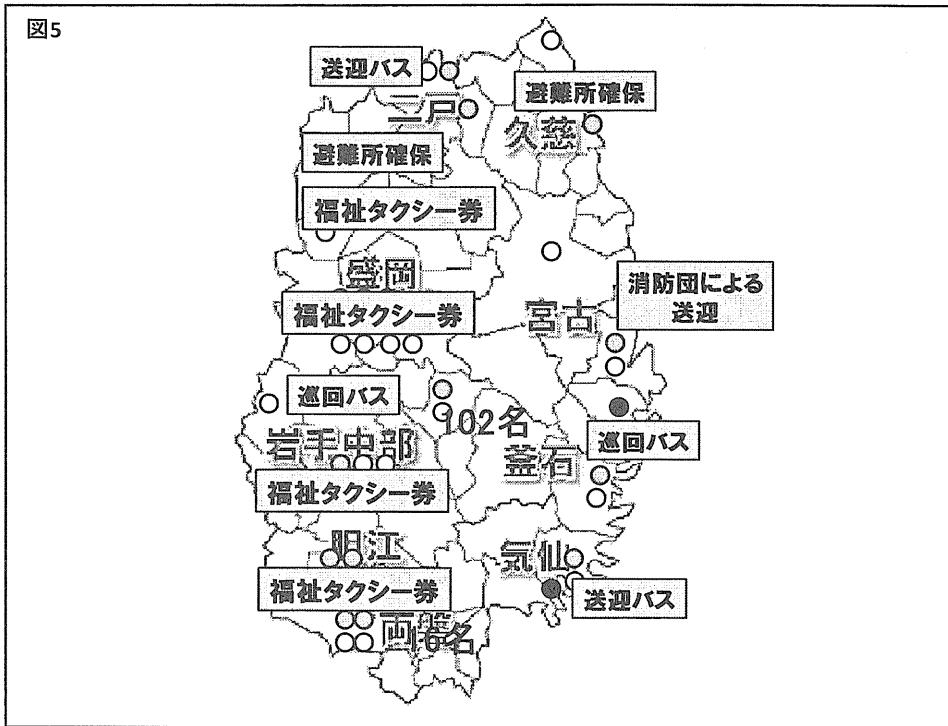 図5
送迎バス
二戸
避難所確保
久慈
避難所確保
福祉タクシー券
盛岡
消防団による
送迎
宮古
福祉タクシー券
巡回バス
102名
岩手中部
巡回バス
釜石
福祉タクシー券
胆江
気仙
福祉タクシー券
送迎バス
両磐
16名